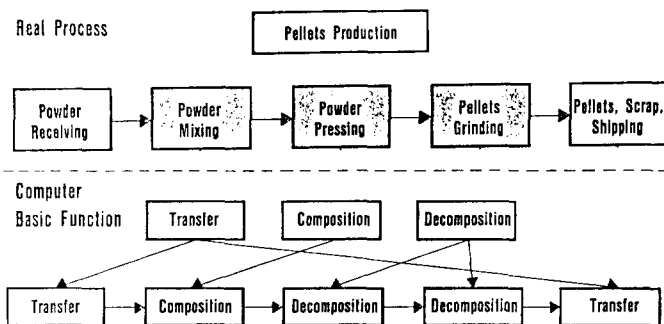 Real Process
Pellets Production
Powder
Receiving
Powder
Mixing
Powder
Pressing
Pellets
Grinding
Pellets, Scrap,
Shipping
Computer
Basic Function
Transfer
Composition
Decomposition
Transfer
Composition
Decomposition
Decomposition
Transfer